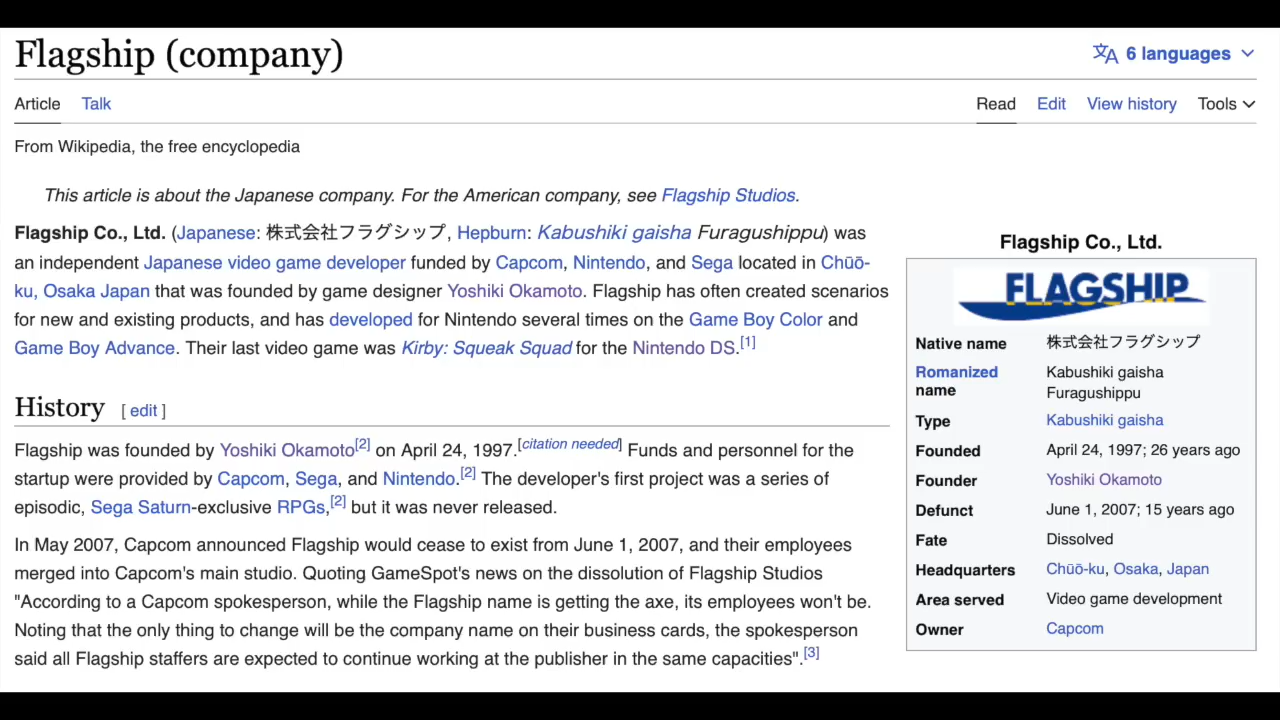 Flagship (company)
6 languages
Article Talk
Read Edit View history Tools
From Wikipedia, the free encyclopedia
This article is about the Japanese company. For the American company, see Flagship Studios.
Flagship Co., Ltd. (Japanese: 株式会社フラグシップ, Hepburn: Kabushiki gaisha Furagushippu) was
an independent Japanese video game developer funded by Capcom, Nintendo, and Sega located in Chūō-
ku, Osaka Japan that was founded by game designer Yoshiki Okamoto. Flagship has often created scenarios
for new and existing products, and has developed for Nintendo several times on the Game Boy Color and
Game Boy Advance. Their last video game was Kirby: Squeak Squad for the Nintendo DS.[1]
History [ edit ]
Flagship was founded by Yoshiki Okamoto[2] on April 24, 1997.[citation needed] Funds and personnel for the
startup were provided by Capcom, Sega, and Nintendo.[2] The developer's first project was a series of
episodic, Sega Saturn-exclusive RPGs,[2] but it was never released.
In May 2007, Capcom announced Flagship would cease to exist from June 1, 2007, and their employees
merged into Capcom's main studio. Quoting GameSpot's news on the dissolution of Flagship Studios
"According to a Capcom spokesperson, while the Flagship name is getting the axe, its employees won't be.
Noting that the only thing to change will be the company name on their business cards, the spokesperson
said all Flagship staffers are expected to continue working at the publisher in the same capacities".[3]
Flagship Co., Ltd.
FLAGSHIP
Native name 株式会社フラグシップ
Romanized name Kabushiki gaisha
Furagushippu
Type Kabushiki gaisha
Founded April 24, 1997; 26 years ago
Founder Yoshiki Okamoto
Defunct June 1, 2007; 15 years ago
Fate Dissolved
Headquarters Chūō-ku, Osaka, Japan
Area served Video game development
Owner Capcom